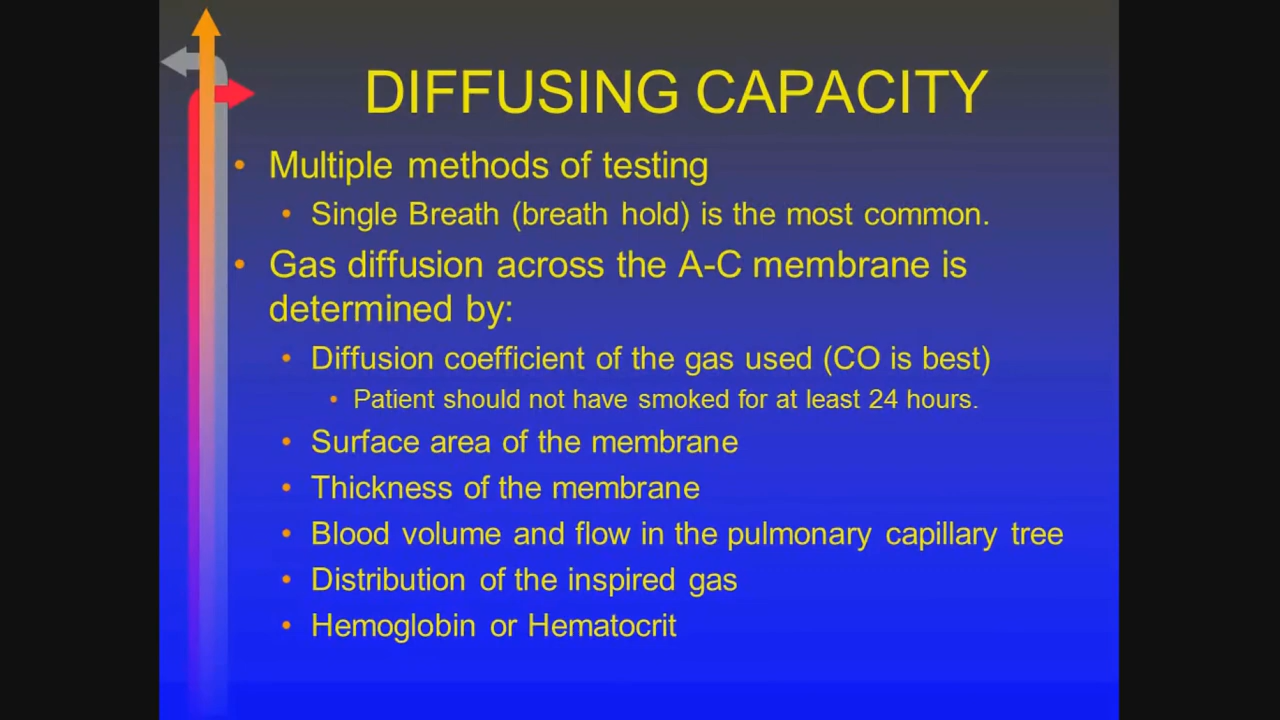 DIFFUSING CAPACITY
• Multiple methods of testing
• Single Breath (breath hold) is the most common.
• Gas diffusion across the A-C membrane is
determined by:
• Diffusion coefficient of the gas used (CO is best)
• Patient should not have smoked for at least 24 hours.
• Surface area of the membrane
• Thickness of the membrane
• Blood volume and flow in the pulmonary capillary tree
• Distribution of the inspired gas
• Hemoglobin or Hematocrit